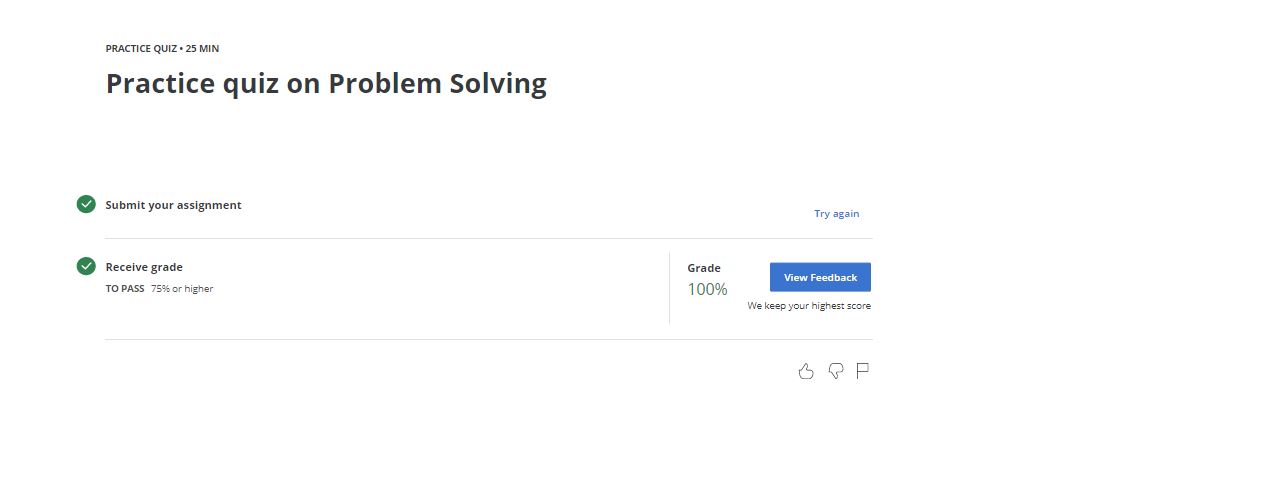 PRACTICE QUIZ • 25 MIN
Practice quiz on Problem Solving
Submit your assignment
Try again
Receive grade
TO PASS 75% or higher
Grade
100%
View Feedback
We keep your highest score